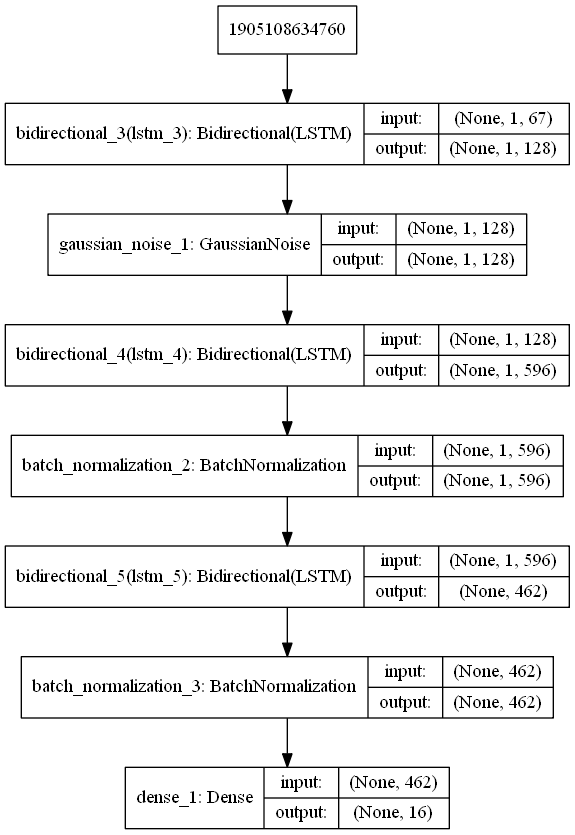 1905108634760
bidirectional_3(lstm_3): Bidirectional(LSTM)
input: (None, 1, 67)
output: (None, 1, 128)
gaussian_noise_1: GaussianNoise
input: (None, 1, 128)
output: (None, 1, 128)
bidirectional_4(lstm_4): Bidirectional(LSTM)
input: (None, 1, 128)
output: (None, 1, 596)
batch_normalization_2: BatchNormalization
input: (None, 1, 596)
output: (None, 1, 596)
bidirectional_5(lstm_5): Bidirectional(LSTM)
input: (None, 1, 596)
output: (None, 462)
batch_normalization_3: BatchNormalization
input: (None, 462)
output: (None, 462)
dense_1: Dense
input: (None, 462)
output: (None, 16)